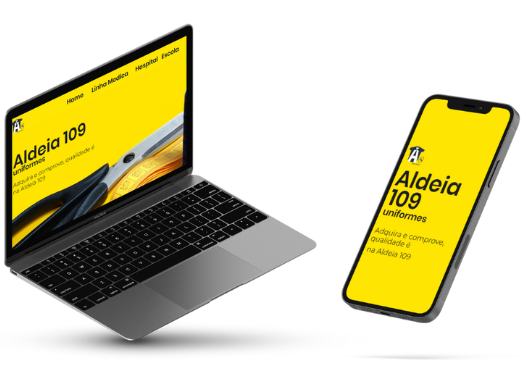 Home Linha Medica Hospital Escola
Aldeia 109
uniformes
Adquira e comprove, qualidade é
na Aldeia 109
Aldeia
109
uniformes
Adquira e comprove,
qualidade é
na Aldeia 109